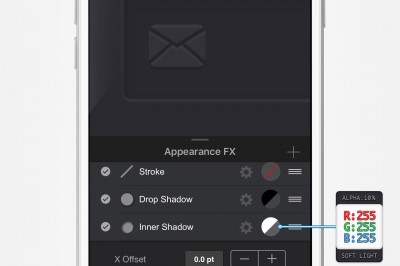 Appearance FX
Stroke
Drop Shadow
Inner Shadow
X Offset 0.0 pt
ALPHA:10%
R:255
G:255
B:255
SOFT LIGHT